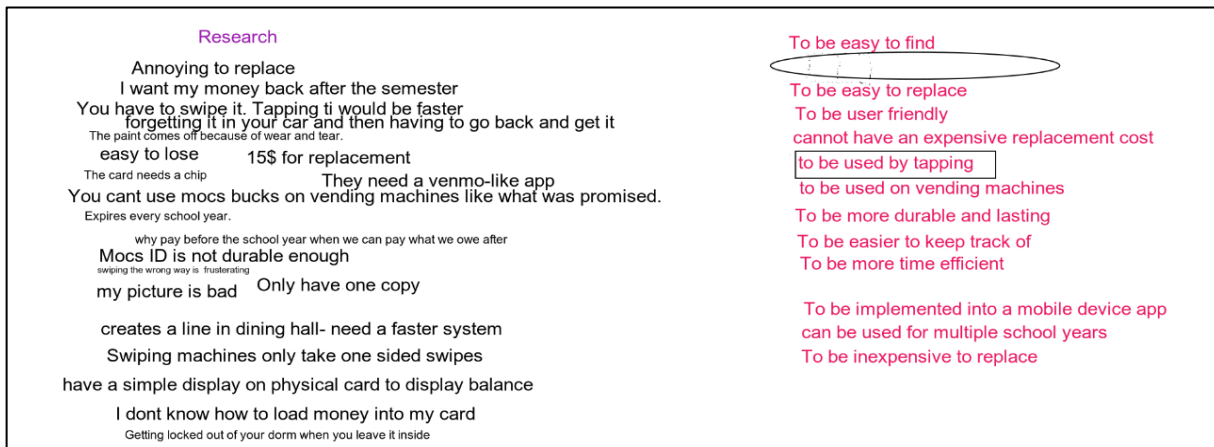 Research
Annoying to replace
I want my money back after the semester
You have to swipe it. Tapping ti would be faster
forgetting it in your car and then having to go back and get it
The paint comes off because of wear and tear.
easy to lose
15$ for replacement
The card needs a chip
They need a venmo-like app
You cant use mocs bucks on vending machines like what was promised.
Expires every school year.
why pay before the school year when we can pay what we owe after
Mocs ID is not durable enough
swiping the wrong way is frusterating
my picture is bad
Only have one copy
creates a line in dining hall- need a faster system
Swiping machines only take one sided swipes
have a simple display on physical card to display balance
I dont know how to load money into my card
Getting locked out of your dorm when you leave it inside
To be easy to find
To be easy to replace
To be user friendly
cannot have an expensive replacement cost
to be used by tapping
to be used on vending machines
To be more durable and lasting
To be easier to keep track of
To be more time efficient
To be implemented into a mobile device app
can be used for multiple school years
To be inexpensive to replace